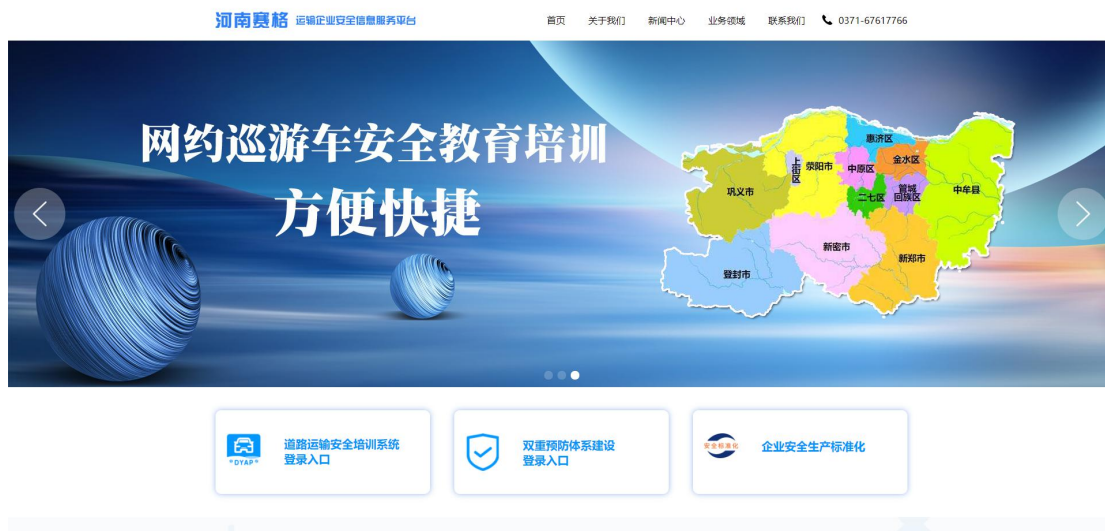 河南赛格 运输企业安全信息服务平台
首页 关于我们 新闻中心 业务领域 联系我们 0371-67617766
网约巡游车安全教育培训
方便快捷
惠济区
金水区
上街区
荥阳市
中原区
巩义市
二七区
管城
回族区
中牟县
新密市
新郑市
登封市
道路运输安全培训系统
登录入口
DYAP
双重预防体系建设
登录入口
安全标准化
企业安全生产标准化